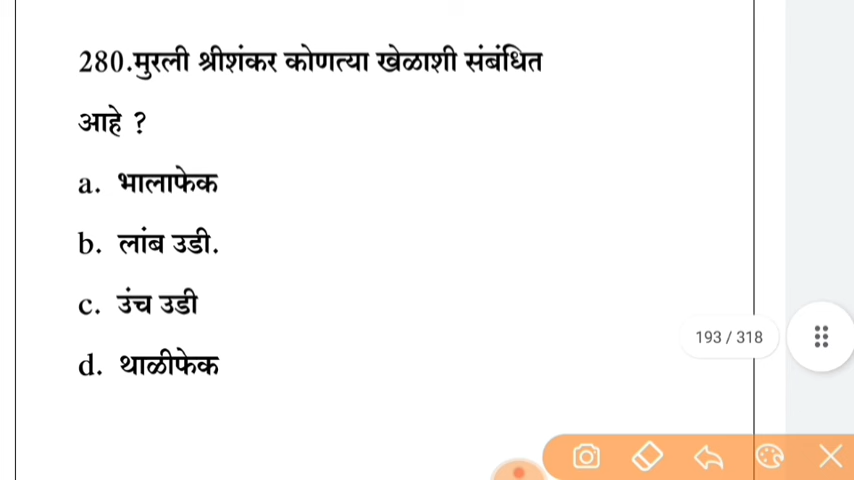 280.मुरली श्रीशंकर कोणत्या खेळाशी संबंधित
आहे ?
a. भालाफेक
b. लांब उडी.
c. उंच उडी
d. थाळीफेक
193 / 318